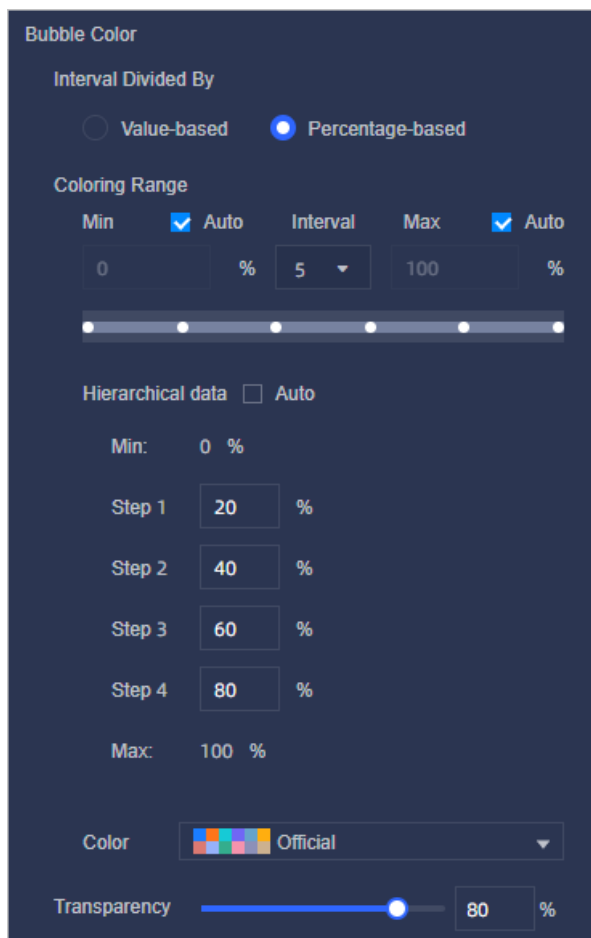 Bubble Color
Interval Divided By
Value-based Percentage-based
Coloring Range
Min Auto Interval Max Auto
0 % 5 100 %
Hierarchical data Auto
Min: 0 %
Step 1 20 %
Step 2 40 %
Step 3 60 %
Step 4 80 %
Max: 100 %
Color Official
Transparency 80 %